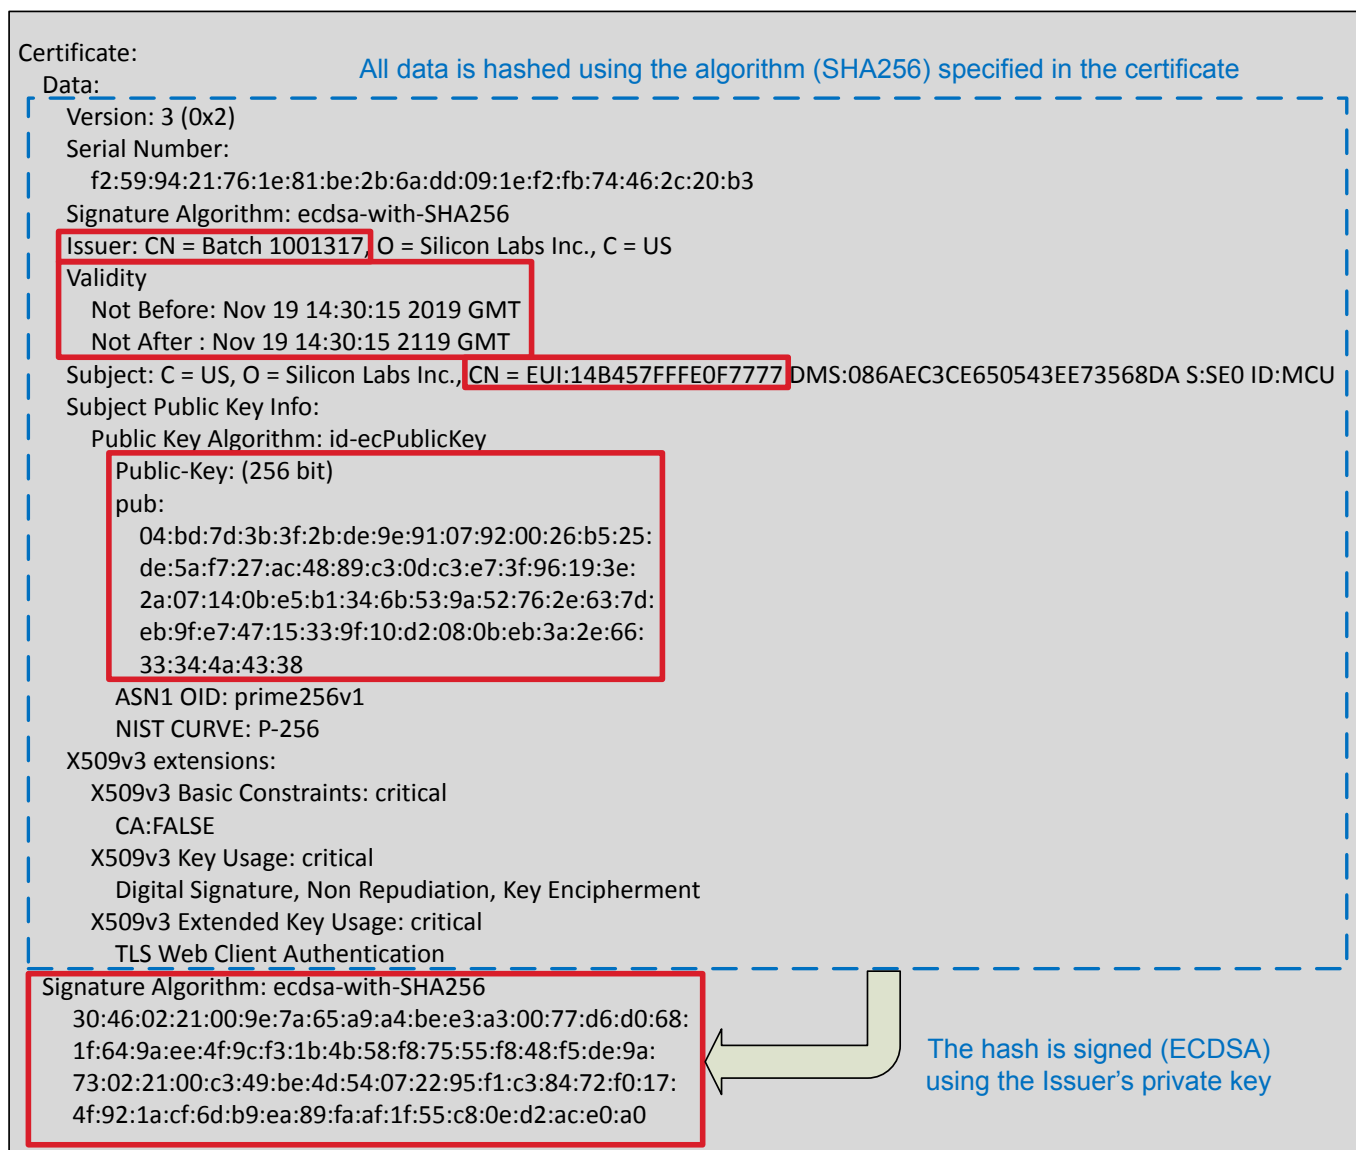 Certificate:
All data is hashed using the algorithm (SHA256) specified in the certificate
Data:
Version: 3 (0x2)
Serial Number:
f2:59:94:21:76:1e:81:be:2b:6a:dd:09:1e:f2:fb:74:46:2c:20:b3
Signature Algorithm: ecdsa-with-SHA256
Issuer: CN = Batch 1001317, O = Silicon Labs Inc., C = US
Validity
Not Before: Nov 19 14:30:15 2019 GMT
Not After : Nov 19 14:30:15 2119 GMT
Subject: C = US, O = Silicon Labs Inc., CN = EUI:14B457FFFE0F7777 DMS:086AEC3CE650543EE73568DA S:SE0 ID:MCU
Subject Public Key Info:
Public Key Algorithm: id-ecPublicKey
Public-Key: (256 bit)
pub:
04:bd:7d:3b:3f:2b:de:9e:91:07:92:00:26:b5:25:
de:5a:f7:27:ac:48:89:c3:0d:c3:e7:3f:96:19:3e:
2a:07:14:0b:e5:b1:34:6b:53:9a:52:76:2e:63:7d:
eb:9f:e7:47:15:33:9f:10:d2:08:0b:eb:3a:2e:66:
33:34:4a:43:38
ASN1 OID: prime256v1
NIST CURVE: P-256
X509v3 extensions:
X509v3 Basic Constraints: critical
CA:FALSE
X509v3 Key Usage: critical
Digital Signature, Non Repudiation, Key Encipherment
X509v3 Extended Key Usage: critical
TLS Web Client Authentication
Signature Algorithm: ecdsa-with-SHA256
30:46:02:21:00:9e:7a:65:a9:a4:be:e3:a3:00:77:d6:d0:68:
1f:64:9a:ee:4f:9c:f3:1b:4b:58:f8:75:55:f8:48:f5:de:9a:
73:02:21:00:c3:49:be:4d:54:07:22:95:f1:c3:84:72:f0:17:
4f:92:1a:cf:6d:b9:ea:89:fa:af:1f:55:c8:0e:d2:ac:e0:a0
The hash is signed (ECDSA)
using the Issuer's private key